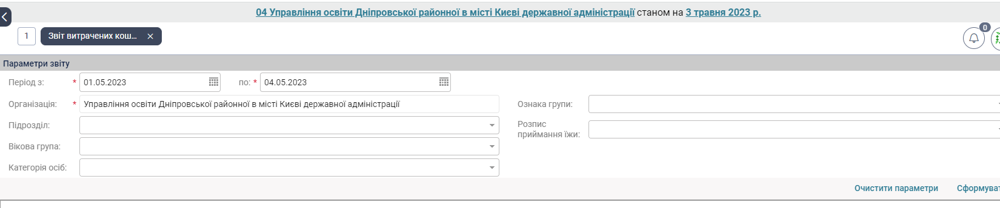 04 Управління освіти Дніпровської районної в місті Києві державної адміністрації станом на 3 травня 2023 р.
1 Звіт витрачених кош... 0
Параметри звіту
Період з: * 01.05.2023 по: * 04.05.2023
Організація: * Управління освіти Дніпровської районної в місті Києві державної адміністрації Ознака групи:
Підрозділ: Розпис
приймання їжи:
Вікова група:
Категорія осіб:
Очистити параметри Сформуват